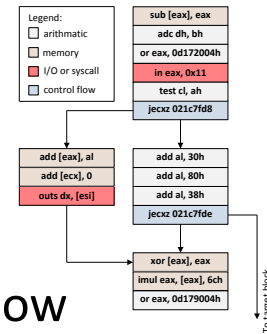 Legend:
arithmatic
memory
I/O or syscall
control flow
sub [eax], eax
adc dh, bh
or eax, 0d172004h
in eax, 0x11
test cl, ah
jecxz 021c7fd8
add [eax], al
add [ecx], 0
outs dx, [esi]
add al, 30h
add al, 80h
add al, 38h
jecxz 021c7fde
xor [eax], eax
imul eax, [eax], 6ch
or eax, 0d179004h
To target block
ow